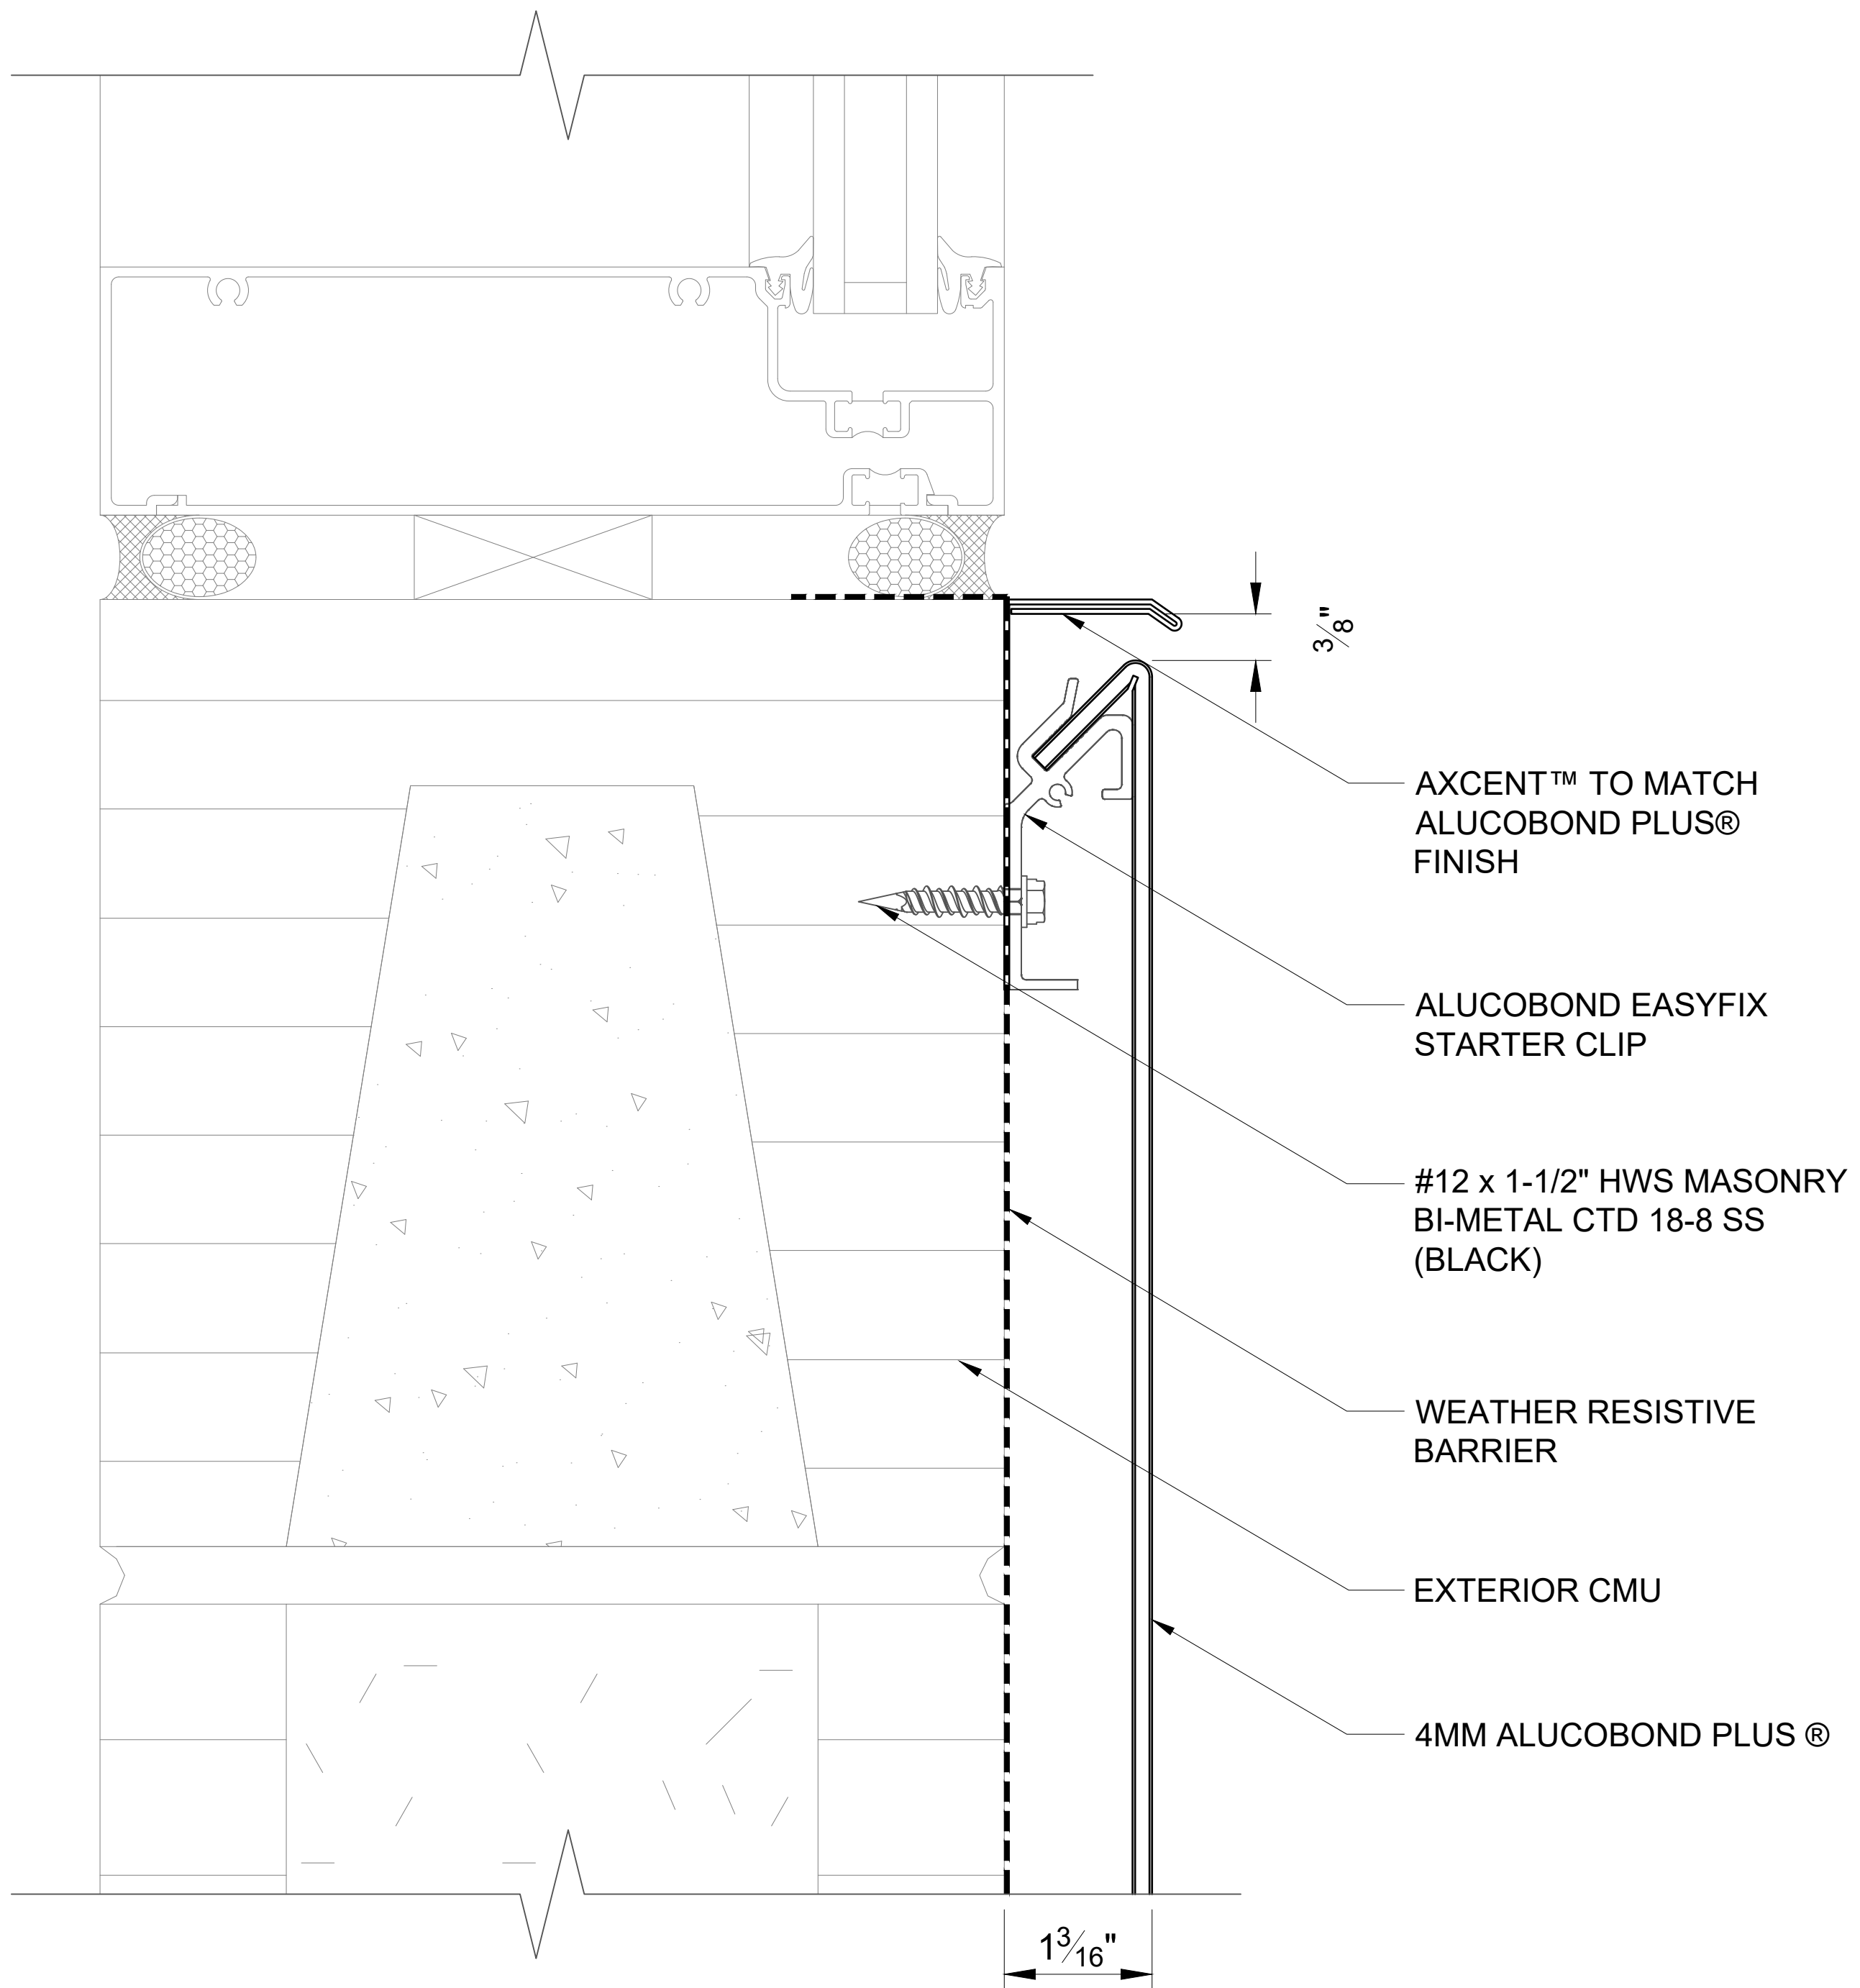 3/8"
AXCENT™ TO MATCH
ALUCOBOND PLUS®
FINISH
ALUCOBOND EASYFIX
STARTER CLIP
#12 x 1-1/2" HWS MASONRY
BI-METAL CTD 18-8 SS
(BLACK)
WEATHER RESISTIVE
BARRIER
EXTERIOR CMU
4MM ALUCOBOND PLUS ®
1 3/16"